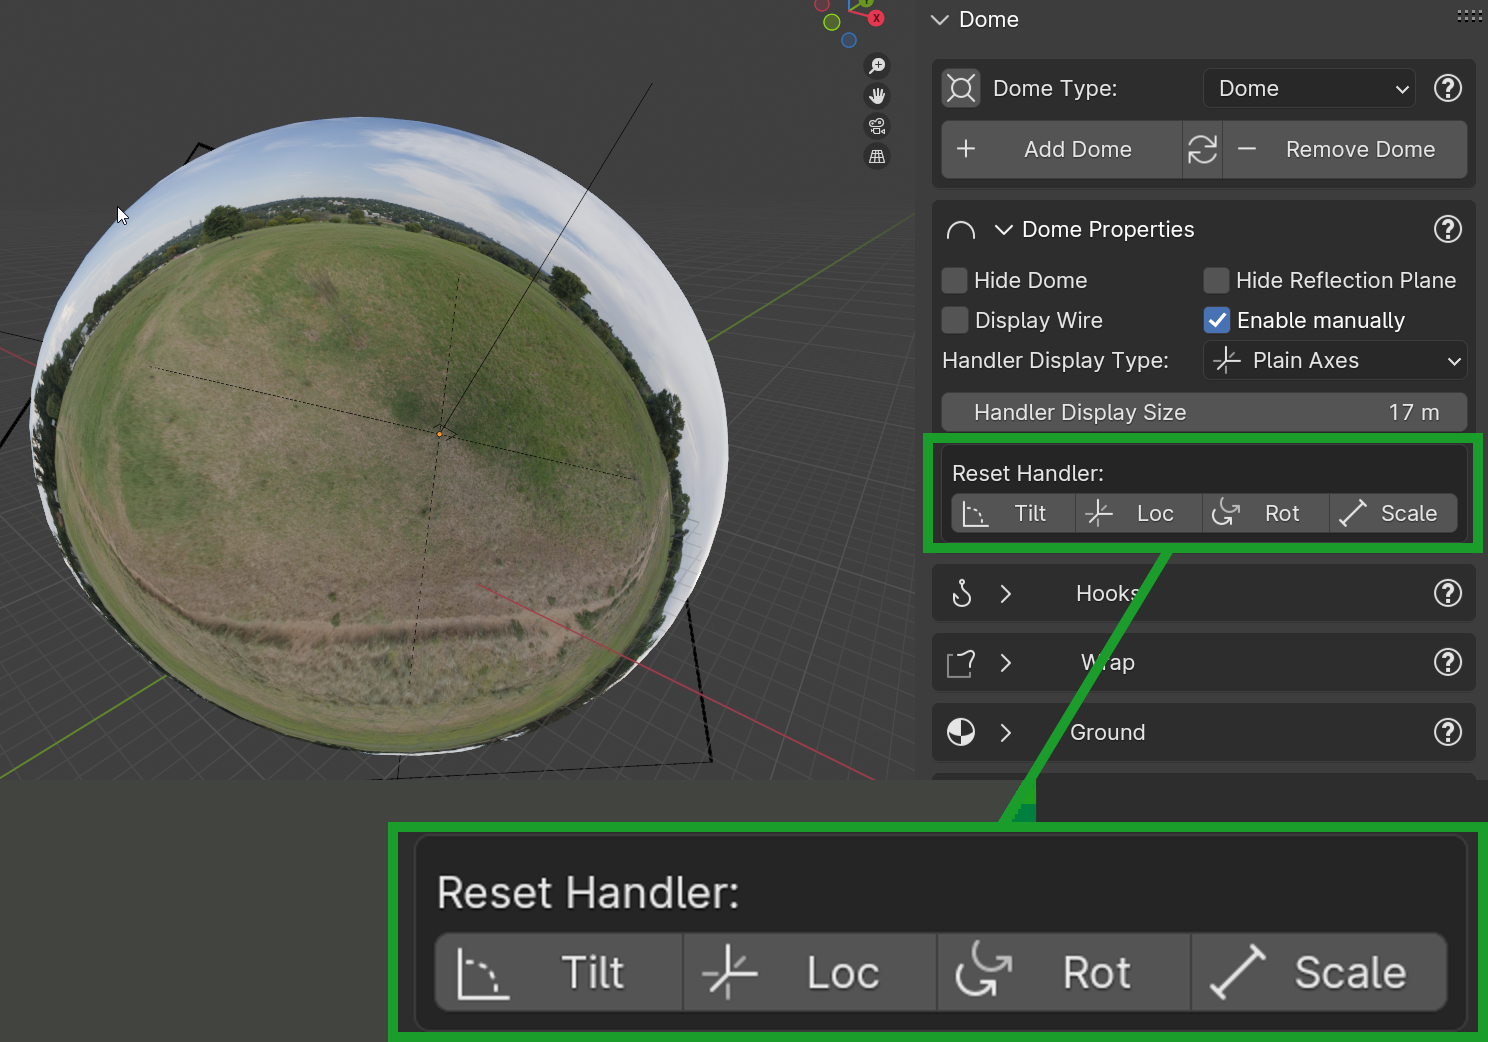 X
Dome
Dome Type: Dome
Add Dome Remove Dome
Dome Properties
Hide Dome Hide Reflection Plane
Display Wire Enable manually
Handler Display Type: Plain Axes
Handler Display Size 17 m
Reset Handler:
Tilt Loc Rot Scale
Hooks
Wrap
Ground
Reset Handler:
Tilt Loc Rot Scale